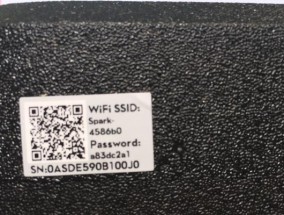 WiFi SSID:
Spark-
4586b0
Password:
a83dc2a1
SN:0ASDE590B100J0